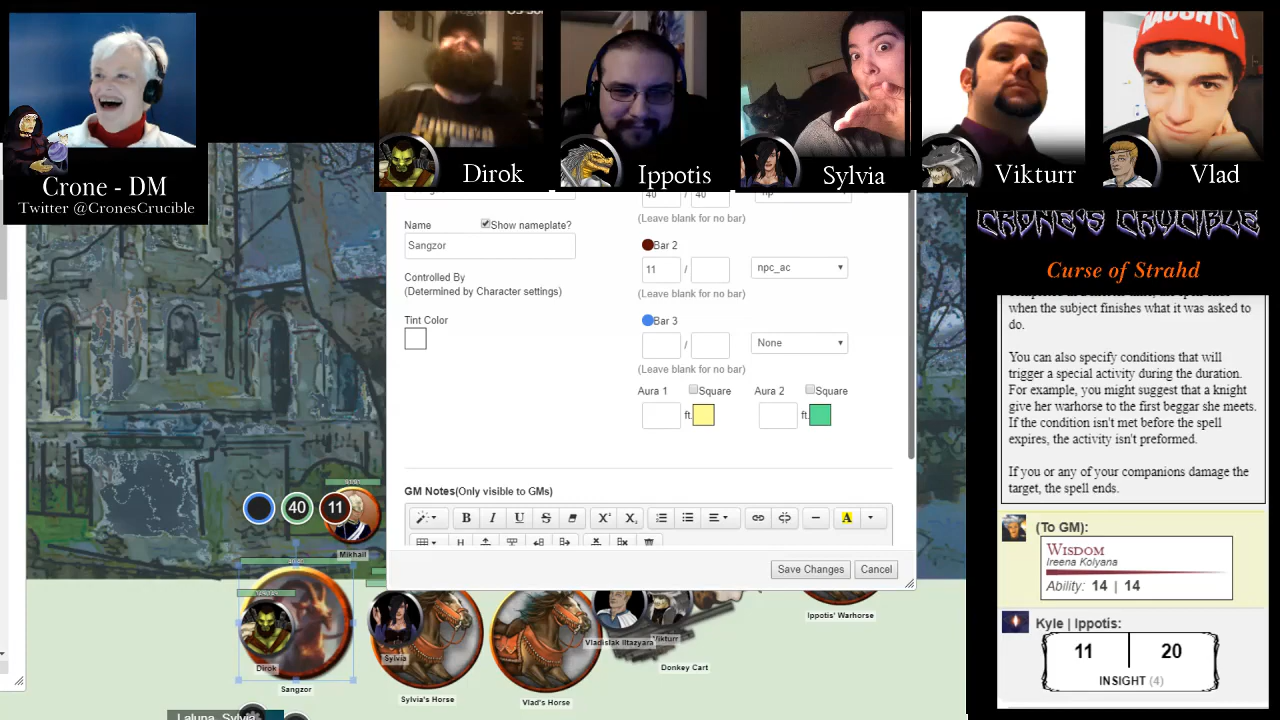 NAUGHTY
Crone - DM
Twitter @CronesCrucible
Dirok
Ippotis
Sylvia
Vikturr
Vlad
CRONE'S CRUCIBLE
Curse of Strahd
40 / 40
(Leave blank for no bar)
Name
Show nameplate?
Sangzor
Bar 2
11 /
npc_ac
(Leave blank for no bar)
Controlled By
(Determined by Character settings)
Tint Color
Bar 3
/
None
(Leave blank for no bar)
Aura 1
Square
Aura 2
Square
ft.
ft.
GM Notes(Only visible to GMs)
B I U S X² X₁ A
H
Save Changes
Cancel
40
11
Mikhail
Dirok
Sangzor
Sylvia
Sylvia's Horse
Vlad's Horse
Vladislak Iltazyara
Vikturr
Donkey Cart
Ippotis' Warhorse
when the subject finishes what it was asked to
do.
You can also specify conditions that will
trigger a special activity during the duration.
For example, you might suggest that a knight
give her warhorse to the first beggar she meets.
If the condition isn't met before the spell
expires, the activity isn't preformed.
If you or any of your companions damage the
target, the spell ends.
(To GM):
WISDOM
Ireena Kolyana
Ability: 14 | 14
Kyle | Ippotis:
11 20
INSIGHT (4)